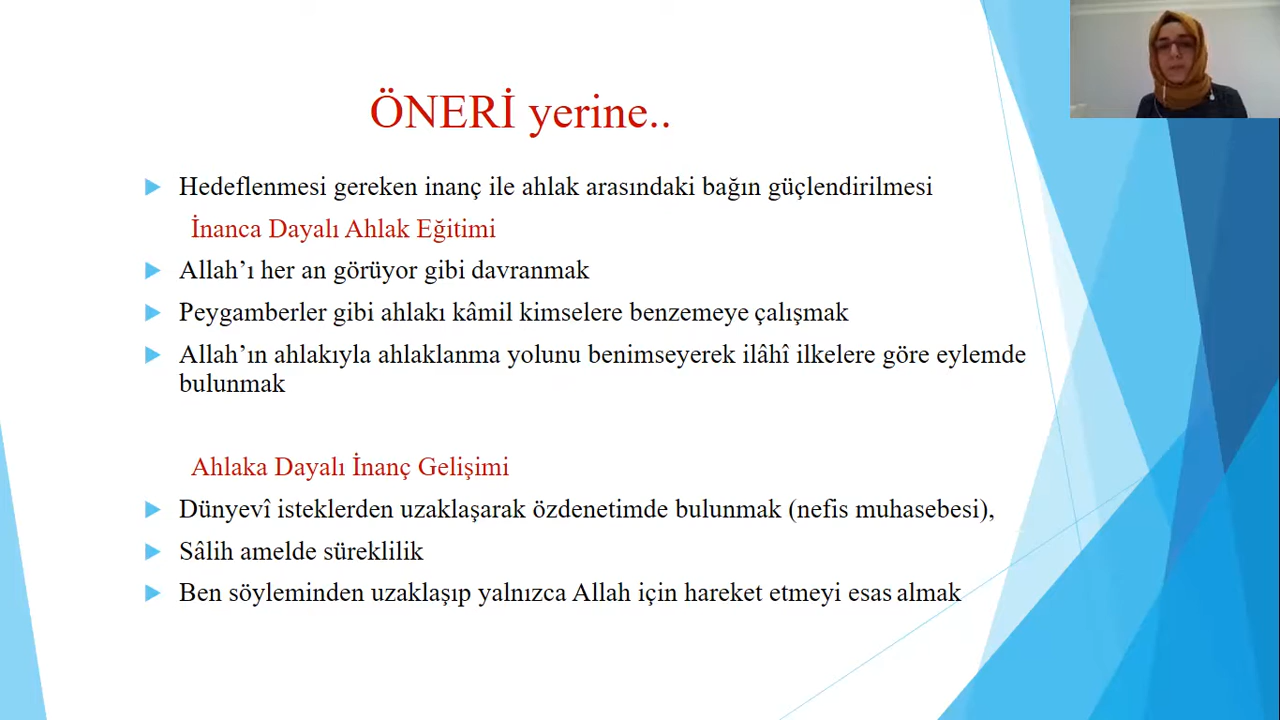 ÖNERİ yerine..
Hedeflenmesi gereken inanç ile ahlak arasındaki bağın güçlendirilmesi
İnanca Dayalı Ahlak Eğitimi
Allah’ı her an görüyor gibi davranmak
Peygamberler gibi ahlakı kâmil kimselere benzemeye çalışmak
Allah’ın ahlakıyla ahlaklanma yolunu benimseyerek ilâhî ilkelere göre eylemde
bulunmak
Ahlaka Dayalı İnanç Gelişimi
Dünyevî isteklerden uzaklaşarak özdenetimde bulunmak (nefis muhasebesi),
Sâlih amelde süreklilik
Ben söyleminden uzaklaşıp yalnızca Allah için hareket etmeyi esas almak